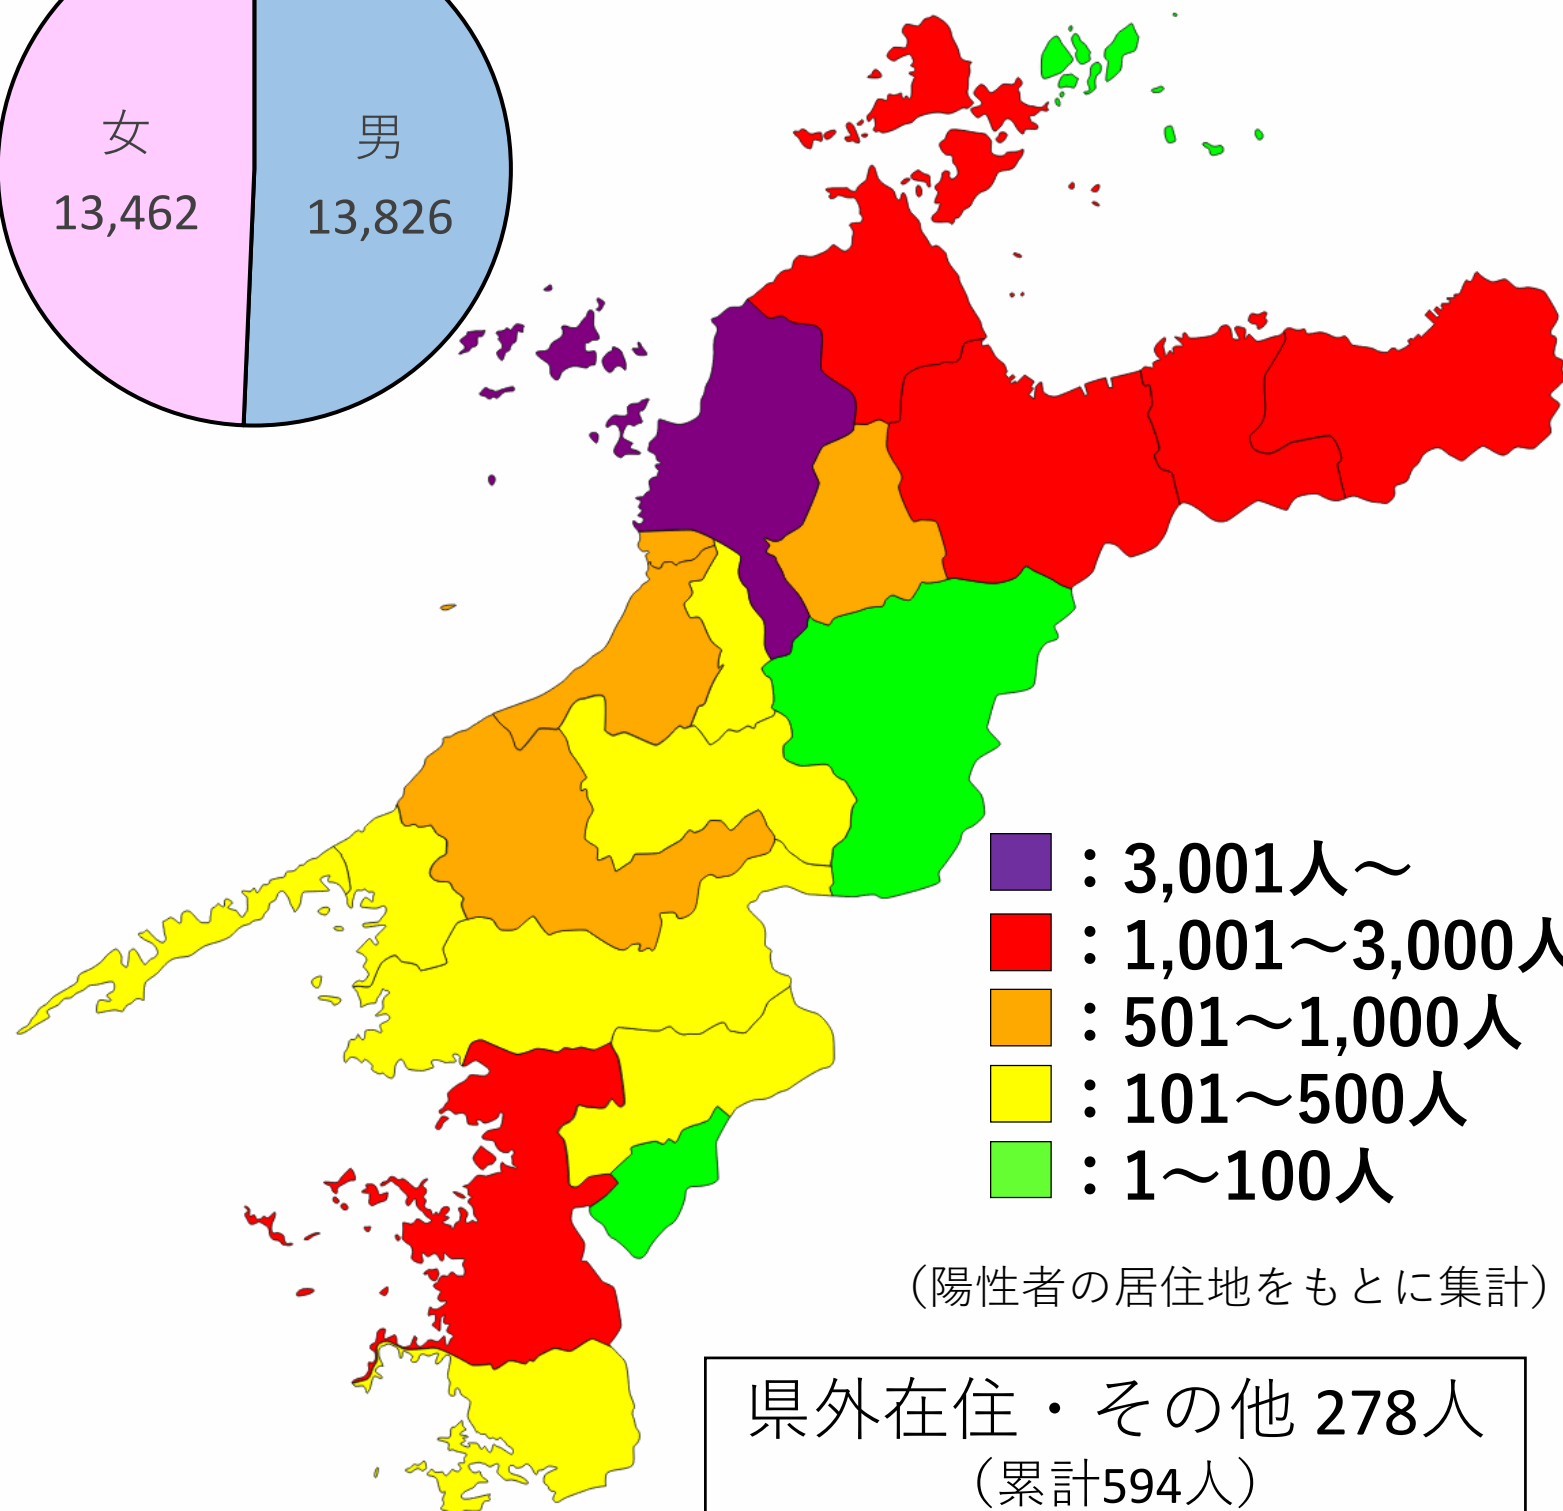 女
13,462
男
13,826
：3,001人～
：1,001～3,000人
：501～1,000人
：101～500人
：1～100人
（陽性者の居住地をもとに集計）
県外在住・その他 278人
（累計594人）